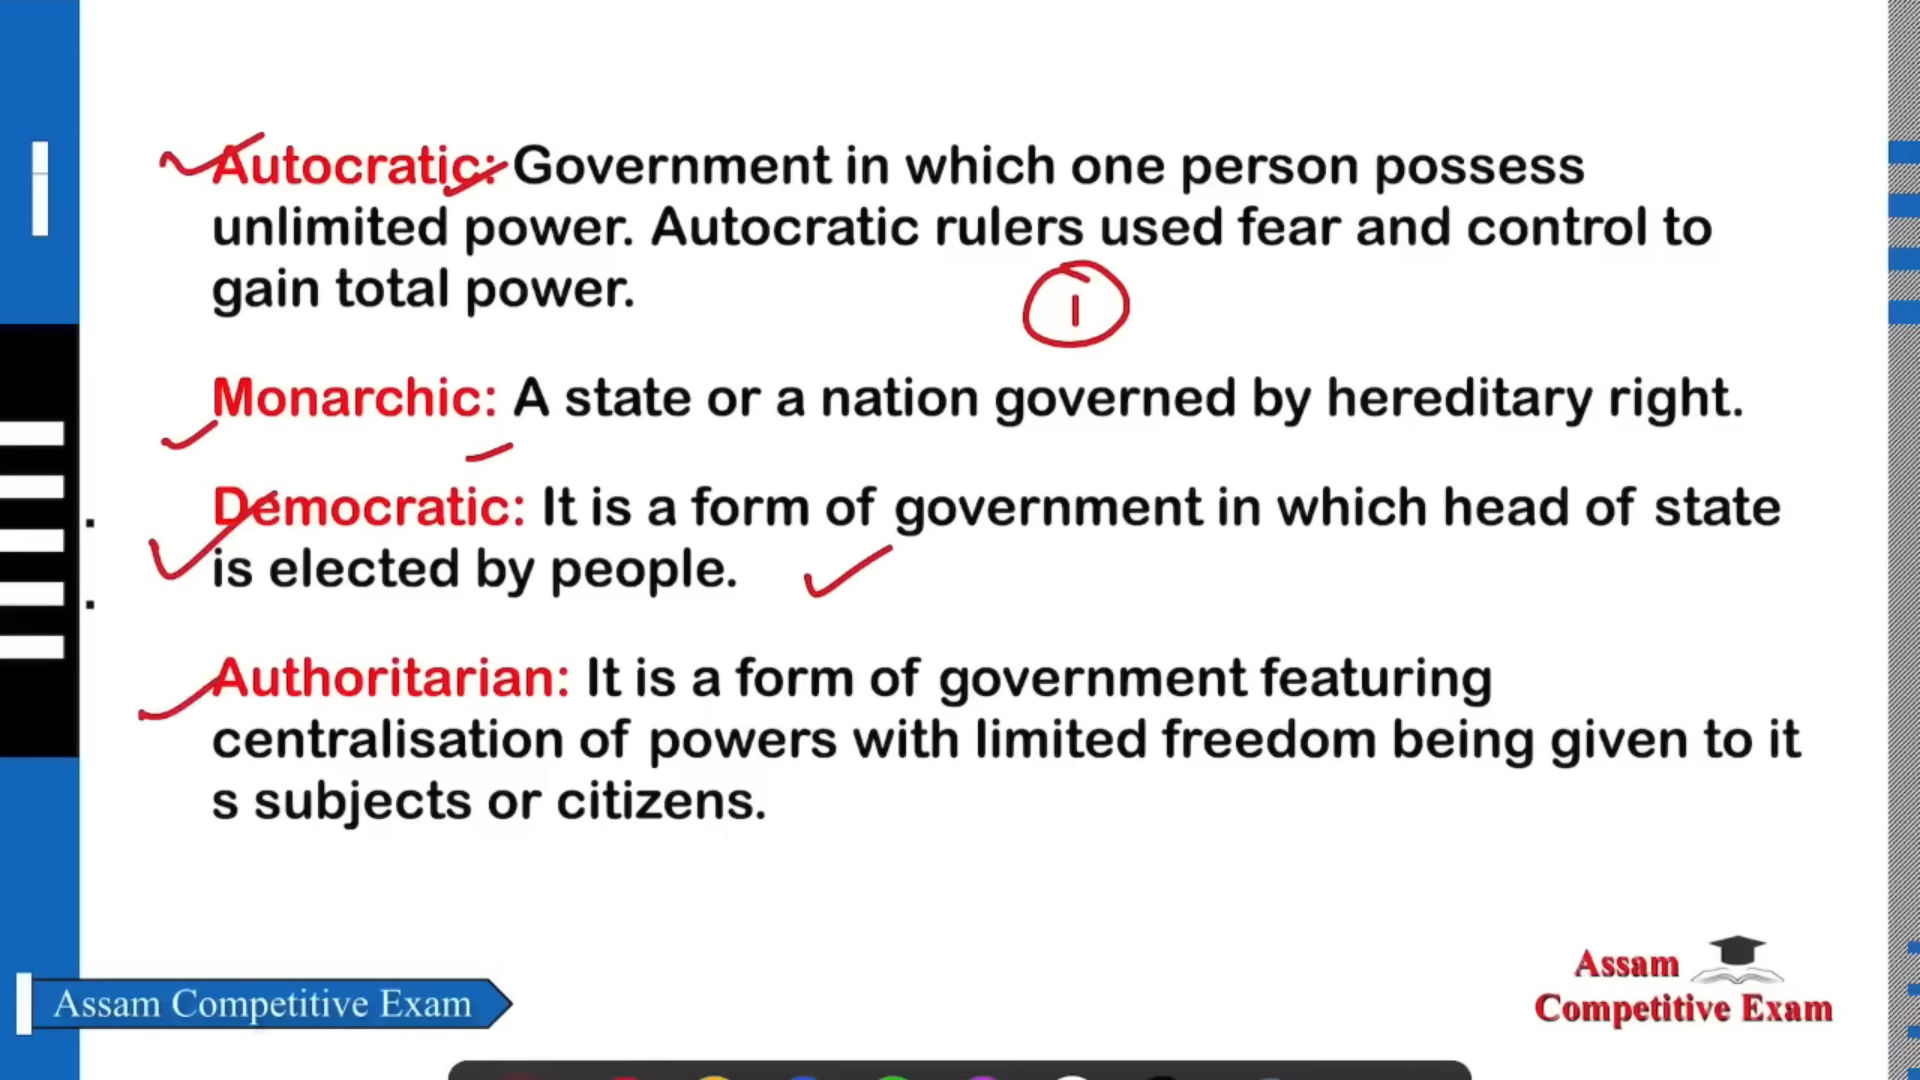 Autocratic: Government in which one person possess
unlimited power. Autocratic rulers used fear and control to
gain total power.
1
Monarchic: A state or a nation governed by hereditary right.
Democratic: It is a form of government in which head of state
is elected by people.
Authoritarian: It is a form of government featuring
centralisation of powers with limited freedom being given to it
s subjects or citizens.
Assam Competitive Exam
Assam
Competitive Exam